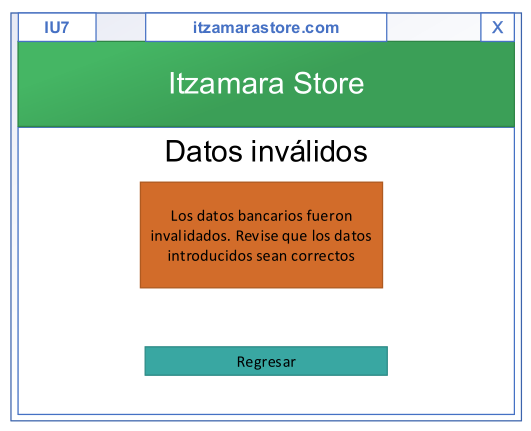 IU7
itzamarastore.com
X
Itzamara Store
Datos inválidos
Los datos bancarios fueron
invalidados. Revise que los datos
introducidos sean correctos
Regresar